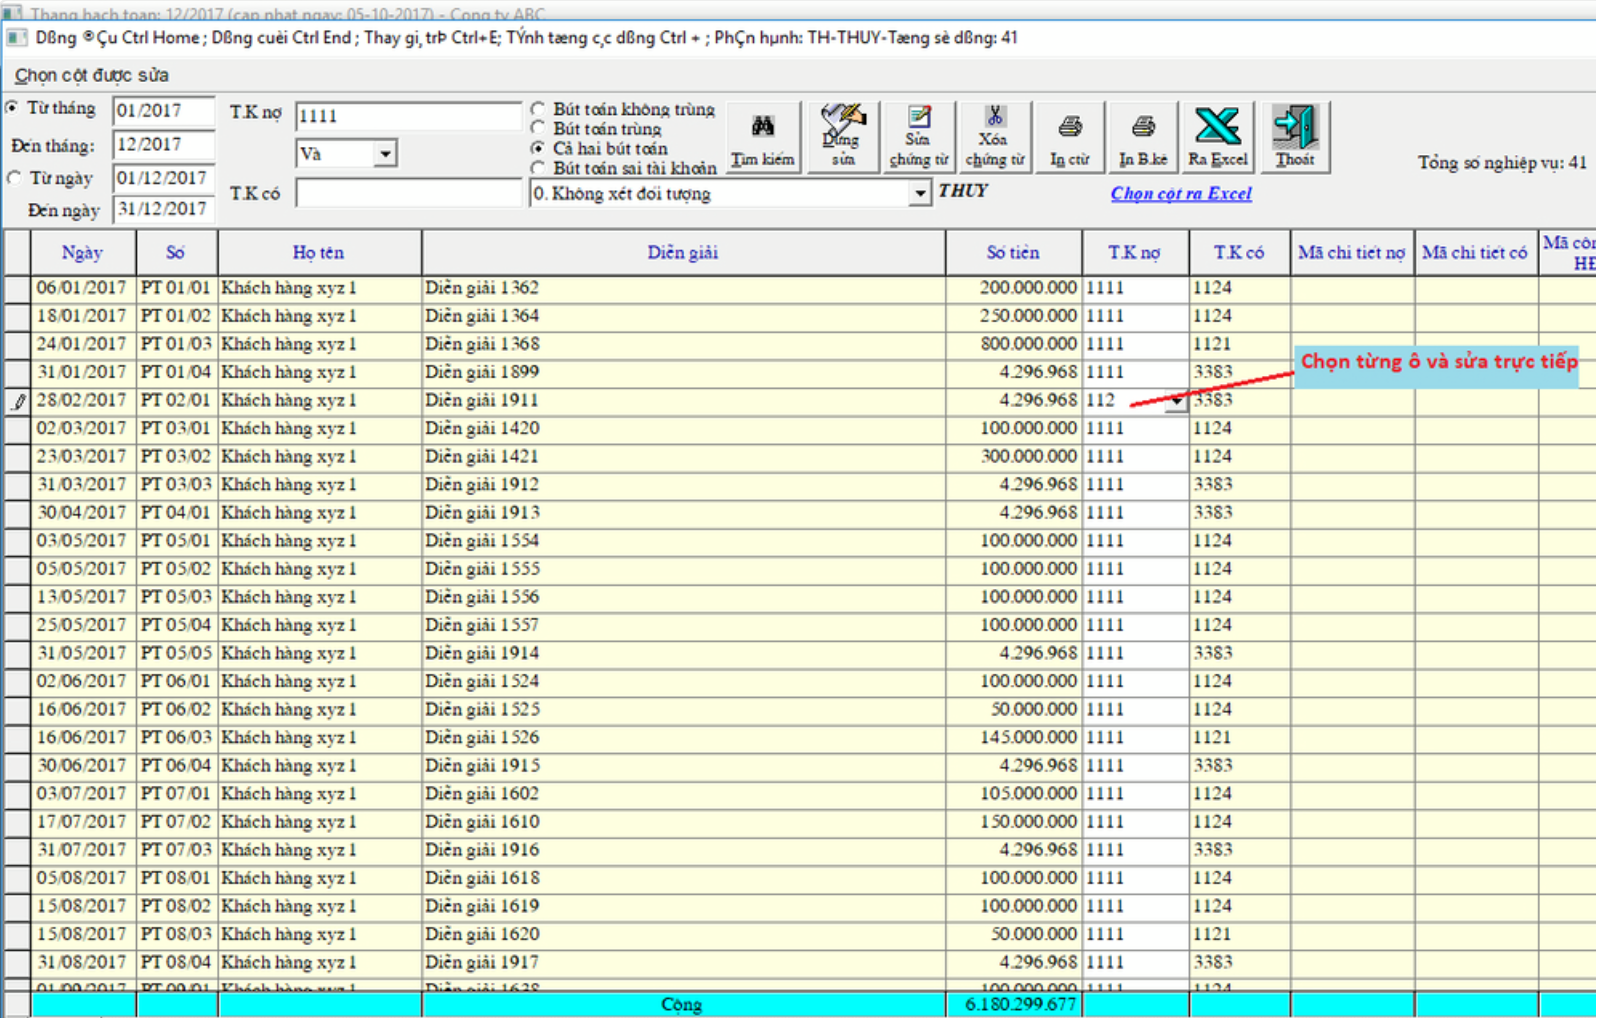 Thang hach toan: 12/2017 (cap nhat ngay: 05-10-2017) - Cong ty ABC
Dßng ®Çu Ctrl Home ; Dßng cuèi Ctrl End ; Thay gi¸ trÞ Ctrl+E; TÝnh tæng c¸c dßng Ctrl + ; PhÇn hµnh: TH-THUY-Tæng sè dßng: 41
Chọn cột được sửa
Từ tháng 01/2017
Đến tháng: 12/2017
Từ ngày 01/12/2017
Đến ngày 31/12/2017
T.K nợ 1111
Và
T.K có
Bút toán không trùng
Bút toán trùng
Cả hai bút toán
Bút toán sai tài khoản
0. Không xét đối tượng
THUY
Tìm kiếm
Dừng sửa
Sửa chứng từ
Xóa chứng từ
In ctừ
In B.kê
Ra Excel
Thoát
Chọn cột ra Excel
Tổng số nghiệp vụ: 41
Ngày Số Họ tên Diễn giải Số tiền T.K nợ T.K có Mã chi tiết nợ Mã chi tiết có
06/01/2017 PT 01/01 Khách hàng xyz 1 Diễn giải 1362 200.000.000 1111 1124
18/01/2017 PT 01/02 Khách hàng xyz 1 Diễn giải 1364 250.000.000 1111 1124
24/01/2017 PT 01/03 Khách hàng xyz 1 Diễn giải 1368 800.000.000 1111 1121
Chọn từng ô và sửa trực tiếp
31/01/2017 PT 01/04 Khách hàng xyz 1 Diễn giải 1899 4.296.968 1111 3383
28/02/2017 PT 02/01 Khách hàng xyz 1 Diễn giải 1911 4.296.968 112 3383
02/03/2017 PT 03/01 Khách hàng xyz 1 Diễn giải 1420 100.000.000 1111 1124
23/03/2017 PT 03/02 Khách hàng xyz 1 Diễn giải 1421 300.000.000 1111 1124
31/03/2017 PT 03/03 Khách hàng xyz 1 Diễn giải 1912 4.296.968 1111 3383
30/04/2017 PT 04/01 Khách hàng xyz 1 Diễn giải 1913 4.296.968 1111 3383
03/05/2017 PT 05/01 Khách hàng xyz 1 Diễn giải 1554 100.000.000 1111 1124
05/05/2017 PT 05/02 Khách hàng xyz 1 Diễn giải 1555 100.000.000 1111 1124
13/05/2017 PT 05/03 Khách hàng xyz 1 Diễn giải 1556 100.000.000 1111 1124
25/05/2017 PT 05/04 Khách hàng xyz 1 Diễn giải 1557 100.000.000 1111 1124
31/05/2017 PT 05/05 Khách hàng xyz 1 Diễn giải 1914 4.296.968 1111 3383
02/06/2017 PT 06/01 Khách hàng xyz 1 Diễn giải 1524 100.000.000 1111 1124
16/06/2017 PT 06/02 Khách hàng xyz 1 Diễn giải 1525 50.000.000 1111 1124
16/06/2017 PT 06/03 Khách hàng xyz 1 Diễn giải 1526 145.000.000 1111 1121
30/06/2017 PT 06/04 Khách hàng xyz 1 Diễn giải 1915 4.296.968 1111 3383
03/07/2017 PT 07/01 Khách hàng xyz 1 Diễn giải 1602 105.000.000 1111 1124
17/07/2017 PT 07/02 Khách hàng xyz 1 Diễn giải 1610 150.000.000 1111 1124
31/07/2017 PT 07/03 Khách hàng xyz 1 Diễn giải 1916 4.296.968 1111 3383
05/08/2017 PT 08/01 Khách hàng xyz 1 Diễn giải 1618 100.000.000 1111 1124
15/08/2017 PT 08/02 Khách hàng xyz 1 Diễn giải 1619 100.000.000 1111 1124
15/08/2017 PT 08/03 Khách hàng xyz 1 Diễn giải 1620 50.000.000 1111 1121
31/08/2017 PT 08/04 Khách hàng xyz 1 Diễn giải 1917 4.296.968 1111 3383
01/09/2017 PT 09/01 Khách hàng xyz 1 Diễn giải 1638 100.000.000 1111 1124
Cộng 6.180.299.677